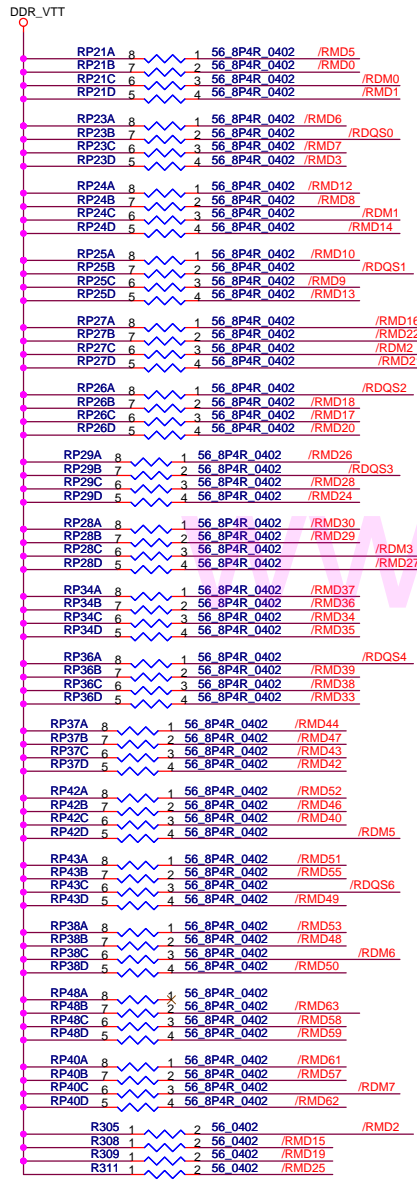 DDR_VTT
RP21A 8 1 56_8P4R_0402 /RMD5
RP21B 7 2 56_8P4R_0402 /RMD0
RP21C 6 3 56_8P4R_0402 /RDM0
RP21D 5 4 56_8P4R_0402 /RMD1
RP23A 8 1 56_8P4R_0402 /RMD6
RP23B 7 2 56_8P4R_0402 /RDQS0
RP23C 6 3 56_8P4R_0402 /RMD7
RP23D 5 4 56_8P4R_0402 /RMD3
RP24A 8 1 56_8P4R_0402 /RMD12
RP24B 7 2 56_8P4R_0402 /RMD8
RP24C 6 3 56_8P4R_0402 /RDM1
RP24D 5 4 56_8P4R_0402 /RMD14
RP25A 8 1 56_8P4R_0402 /RMD10
RP25B 7 2 56_8P4R_0402 /RDQS1
RP25C 6 3 56_8P4R_0402 /RMD9
RP25D 5 4 56_8P4R_0402 /RMD13
RP27A 8 1 56_8P4R_0402 /RMD16
RP27B 7 2 56_8P4R_0402 /RMD22
RP27C 6 3 56_8P4R_0402 /RDM2
RP27D 5 4 56_8P4R_0402 /RMD2
RP26A 8 1 56_8P4R_0402 /RDQS2
RP26B 7 2 56_8P4R_0402 /RMD18
RP26C 6 3 56_8P4R_0402 /RMD17
RP26D 5 4 56_8P4R_0402 /RMD20
RP29A 8 1 56_8P4R_0402 /RMD26
RP29B 7 2 56_8P4R_0402 /RDQS3
RP29C 6 3 56_8P4R_0402 /RMD28
RP29D 5 4 56_8P4R_0402 /RMD24
RP28A 8 1 56_8P4R_0402 /RMD30
RP28B 7 2 56_8P4R_0402 /RMD29
RP28C 6 3 56_8P4R_0402 /RDM3
RP28D 5 4 56_8P4R_0402 /RMD27
RP34A 8 1 56_8P4R_0402 /RMD37
RP34B 7 2 56_8P4R_0402 /RMD36
RP34C 6 3 56_8P4R_0402 /RMD34
RP34D 5 4 56_8P4R_0402 /RMD35
RP36A 8 1 56_8P4R_0402 /RDQS4
RP36B 7 2 56_8P4R_0402 /RMD39
RP36C 6 3 56_8P4R_0402 /RMD38
RP36D 5 4 56_8P4R_0402 /RMD33
RP37A 8 1 56_8P4R_0402 /RMD44
RP37B 7 2 56_8P4R_0402 /RMD47
RP37C 6 3 56_8P4R_0402 /RMD43
RP37D 5 4 56_8P4R_0402 /RMD42
RP42A 8 1 56_8P4R_0402 /RMD52
RP42B 7 2 56_8P4R_0402 /RMD46
RP42C 6 3 56_8P4R_0402 /RMD40
RP42D 5 4 56_8P4R_0402 /RDM5
RP43A 8 1 56_8P4R_0402 /RMD51
RP43B 7 2 56_8P4R_0402 /RMD55
RP43C 6 3 56_8P4R_0402 /RDQS6
RP43D 5 4 56_8P4R_0402 /RMD49
RP38A 8 1 56_8P4R_0402 /RMD53
RP38B 7 2 56_8P4R_0402 /RMD48
RP38C 6 3 56_8P4R_0402 /RDM6
RP38D 5 4 56_8P4R_0402 /RMD50
RP48A 8 1 56_8P4R_0402
RP48B 7 2 56_8P4R_0402 /RMD63
RP48C 6 3 56_8P4R_0402 /RMD58
RP48D 5 4 56_8P4R_0402 /RMD59
RP40A 8 1 56_8P4R_0402 /RMD61
RP40B 7 2 56_8P4R_0402 /RMD57
RP40C 6 3 56_8P4R_0402 /RDM7
RP40D 5 4 56_8P4R_0402 /RMD62
R305 1 2 56_0402 /RMD2
R308 1 2 56_0402 /RMD15
R309 1 2 56_0402 /RMD19
R311 1 2 56_0402 /RMD25